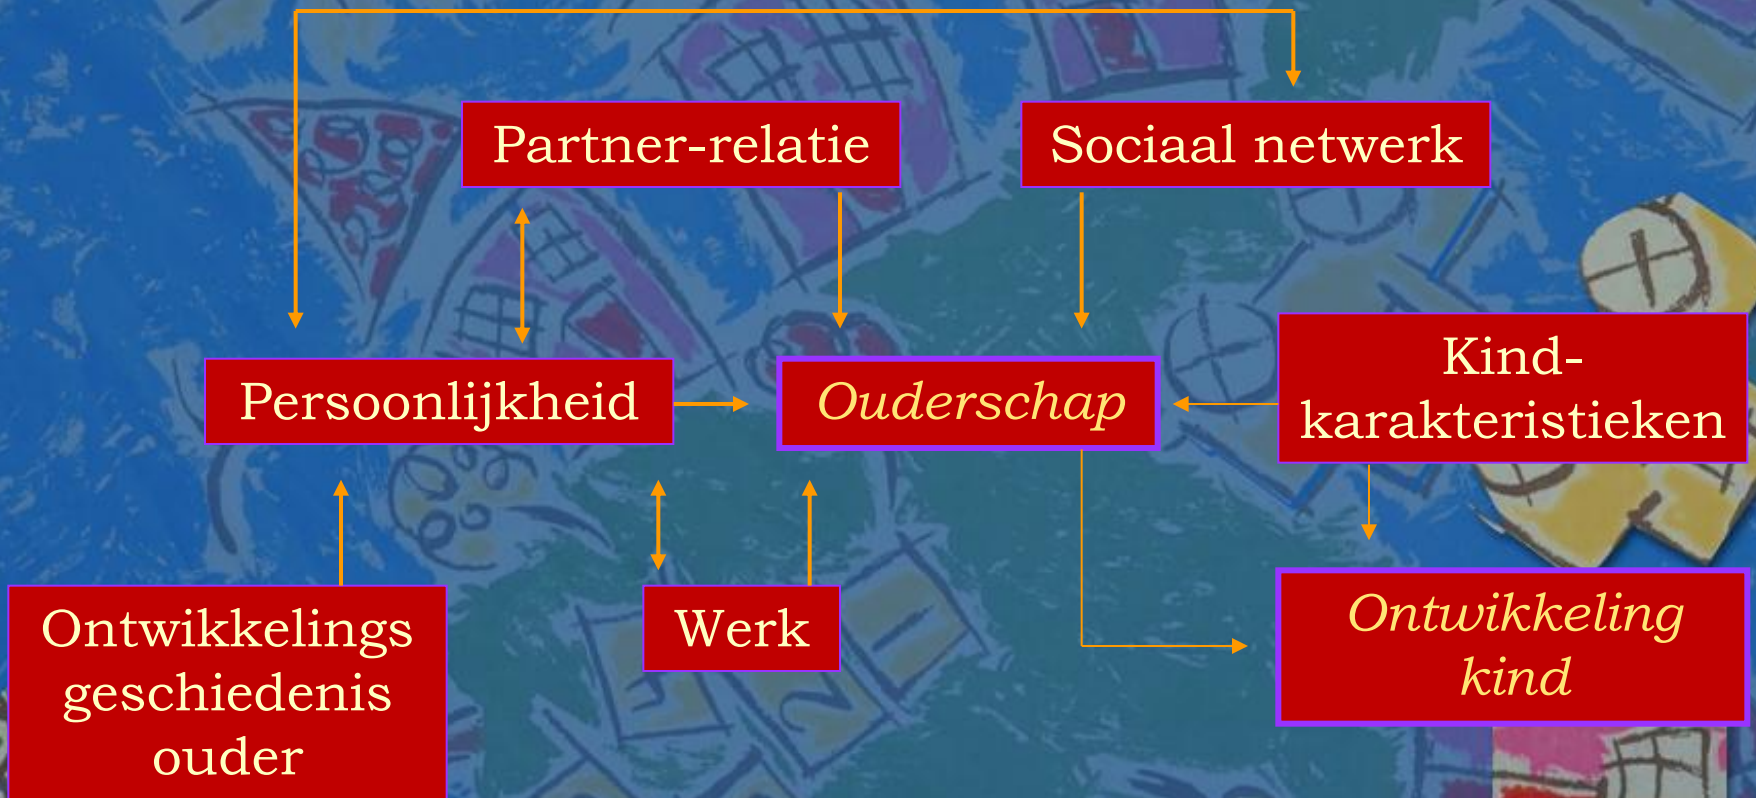 Partner-relatie
Sociaal netwerk
Persoonlijkheid
Ouderschap
Kind-
karakteristieken
Ontwikkelings
geschiedenis
ouder
Werk
Ontwikkeling
kind